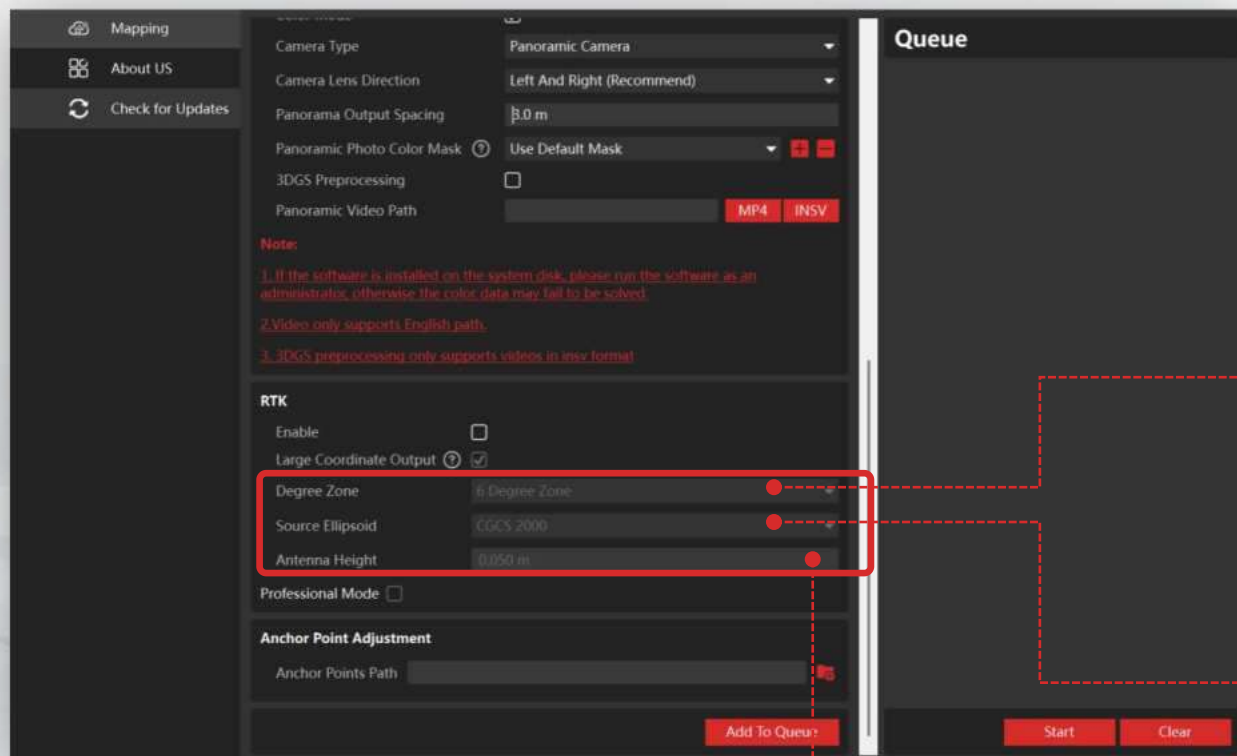 Mapping
About US
Check for Updates
Camera Type
Panoramic Camera
Camera Lens Direction
Left And Right (Recommend)
Panorama Output Spacing
3.0 m
Panoramic Photo Color Mask ?
Use Default Mask
3DGS Preprocessing
Panoramic Video Path
MP4
INSV
Note:
1. If the software is installed on the system disk, please run the software as an
administrator, otherwise the color data may fail to be solved.
2.Video only supports English path.
3. 3DGS preprocessing only supports videos in insv format
RTK
Enable
Large Coordinate Output ?
Degree Zone
6 Degree Zone
Source Ellipsoid
CGCS 2000
Antenna Height
0.050 m
Professional Mode
Anchor Point Adjustment
Anchor Points Path
Add To Queue
Queue
Start
Clear